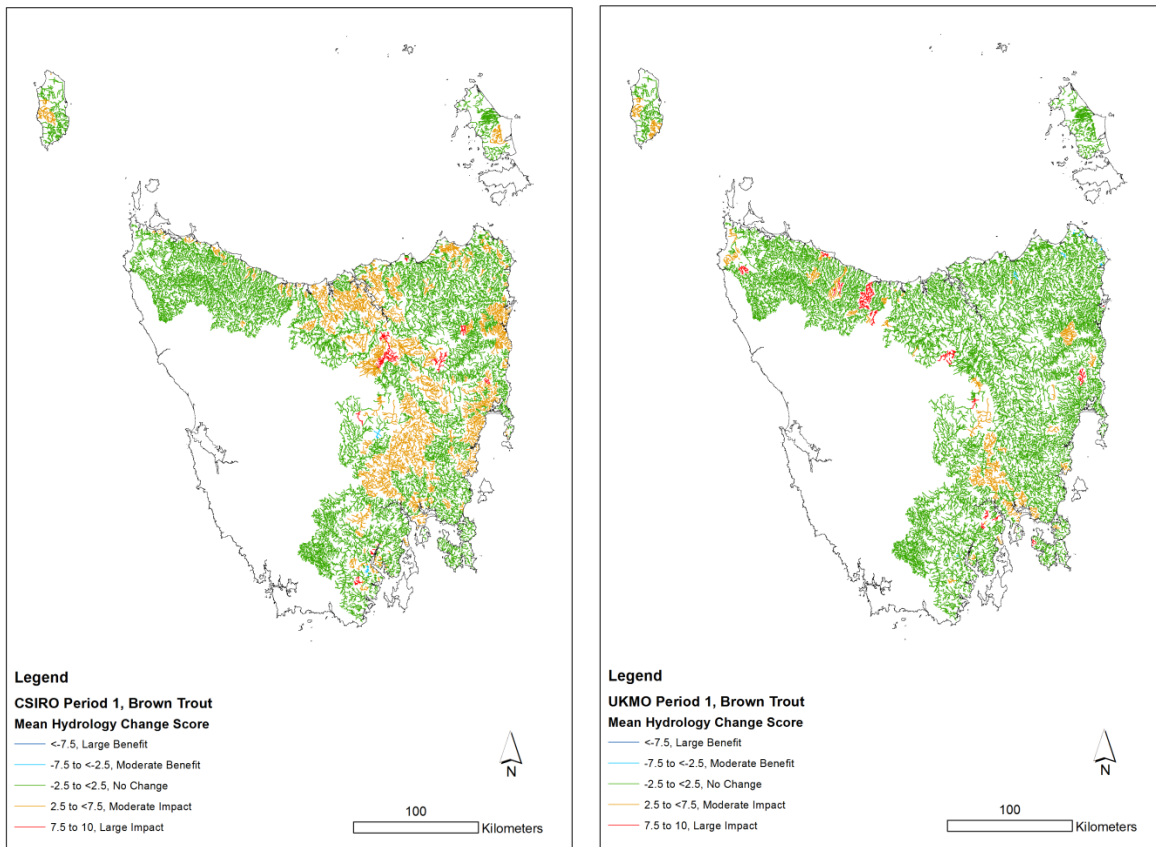 Legend
CSIRO Period 1, Brown Trout
Mean Hydrology Change Score
<-7.5, Large Benefit
-7.5 to <-2.5, Moderate Benefit
-2.5 to <2.5, No Change
2.5 to <7.5, Moderate Impact
7.5 to 10, Large Impact
N
100
Kilometers
Legend
UKMO Period 1, Brown Trout
Mean Hydrology Change Score
<-7.5, Large Benefit
-7.5 to <-2.5, Moderate Benefit
-2.5 to <2.5, No Change
2.5 to <7.5, Moderate Impact
7.5 to 10, Large Impact
N
100
Kilometers